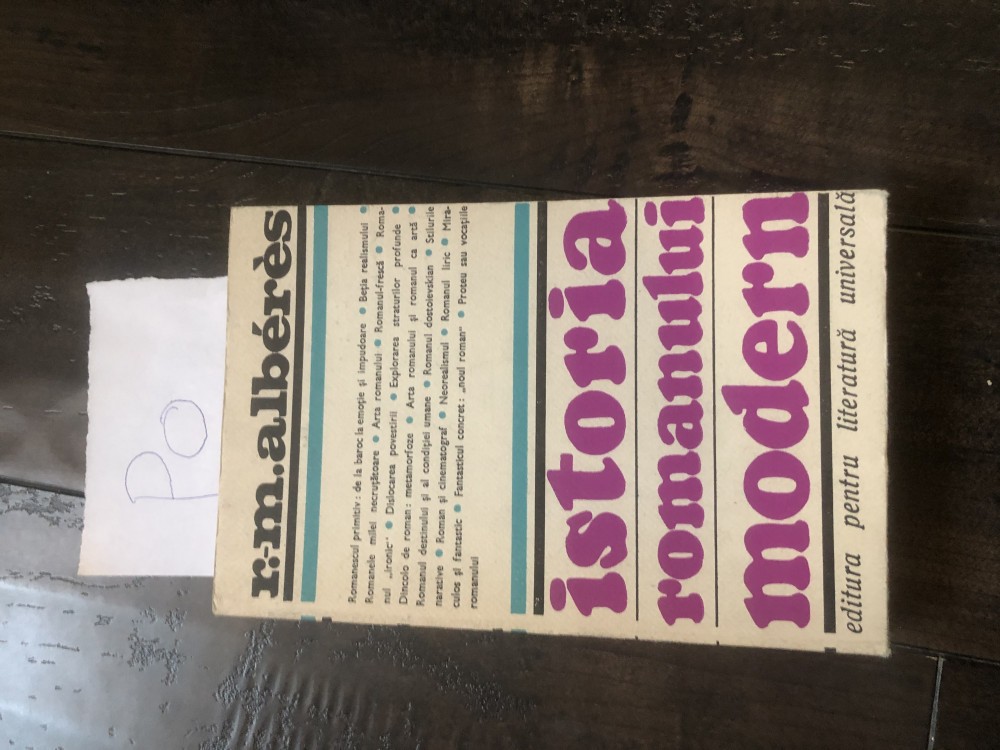 PO
r.-m.albérès
Romanescul primitiv: de la baroc la emoție și impudoare • Beția realismului •
Romanele milei necruțătoare • Arta romanului • Romanul-frescă • Roma-
nul „ironic" • Dislocarea povestirii • Explorarea straturilor profunde •
Dincolo de roman: metamorfoze • Arta romanului și romanul ca artă •
Romanul destinului și al condiției umane • Romanul dostoievskian • Stilurile
narative • Roman și cinematograf • Neorealismul • Romanul liric • Mira-
culos și fantastic • Fantasticul concret: „noul roman" • Proteu sau vocațiile
romanului
istoria
romanului
modern
editura pentru literatură universală